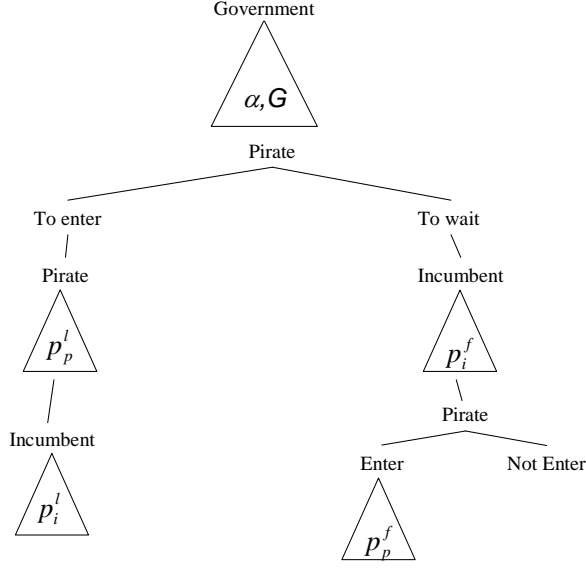 Government
α, G
Pirate
To enter To wait
Pirate Incumbent
p_p^l p_i^f
Pirate
Incumbent
Enter Not Enter
p_i^l p_p^f